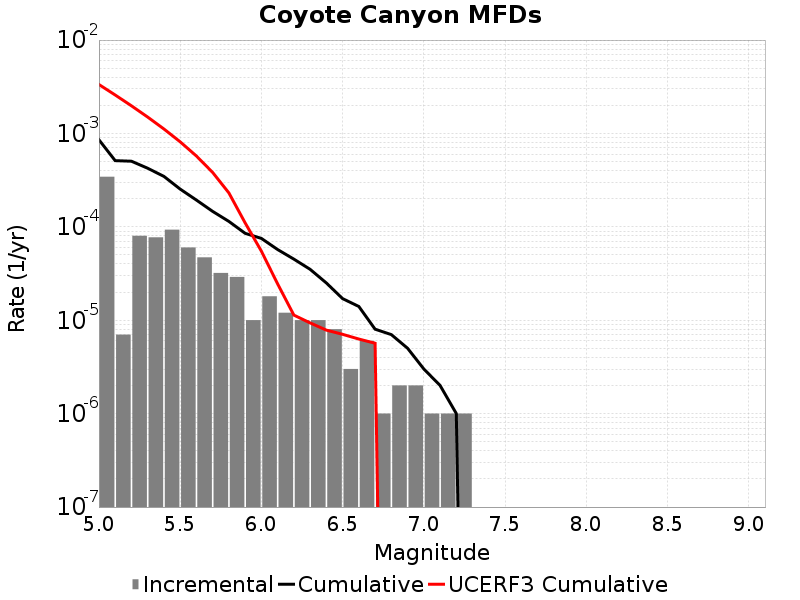 Coyote Canyon MFDs
10-2
10-3
10-4
10-5
10-6
10-7
Rate (1/yr)
5.0 5.5 6.0 6.5 7.0 7.5 8.0 8.5 9.0
Magnitude
Incremental Cumulative UCERF3 Cumulative